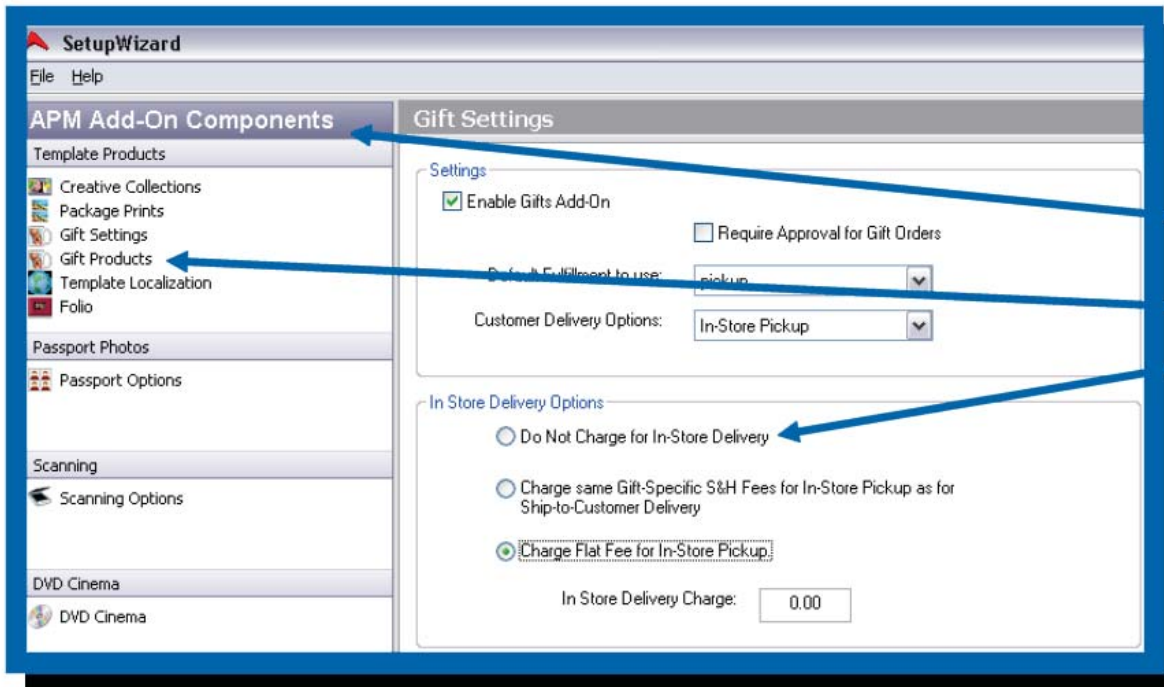 SetupWizard
File Help
APM Add-On Components
Template Products
Creative Collections
Package Prints
Gift Settings
Gift Products
Template Localization
Folio
Passport Photos
Passport Options
Scanning
Scanning Options
DVD Cinema
DVD Cinema
Gift Settings
Settings
Enable Gifts Add-On
Require Approval for Gift Orders
Default Fulfillment to use: pickup
Customer Delivery Options: In-Store Pickup
In Store Delivery Options
Do Not Charge for In-Store Delivery
Charge same Gift-Specific S&H Fees for In-Store Pickup as for
Ship-to-Customer Delivery
Charge Flat Fee for In-Store Pickup.
In Store Delivery Charge: 0.00